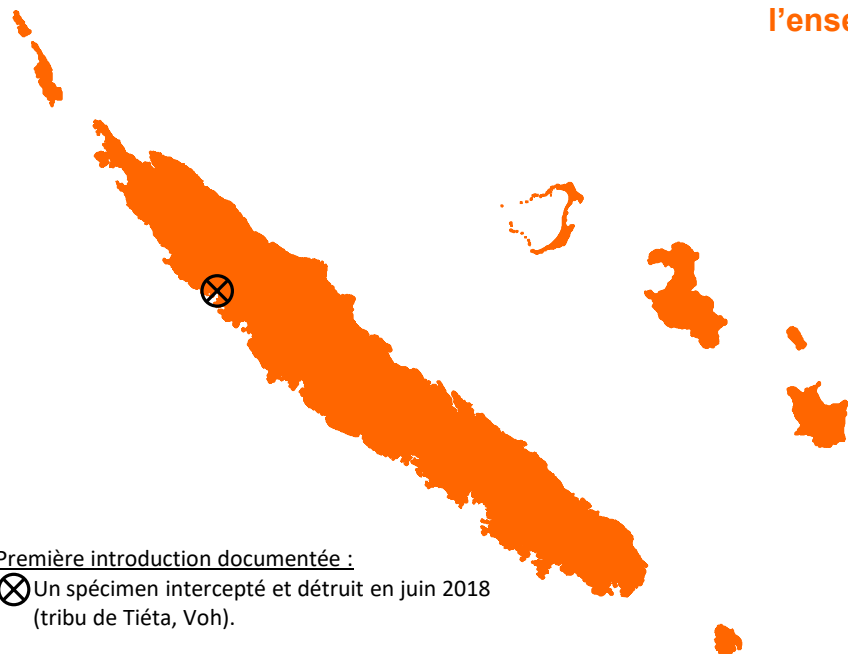 l’ense
Première introduction documentée :
Un spécimen intercepté et détruit en juin 2018
(tribu de Tiéta, Voh).